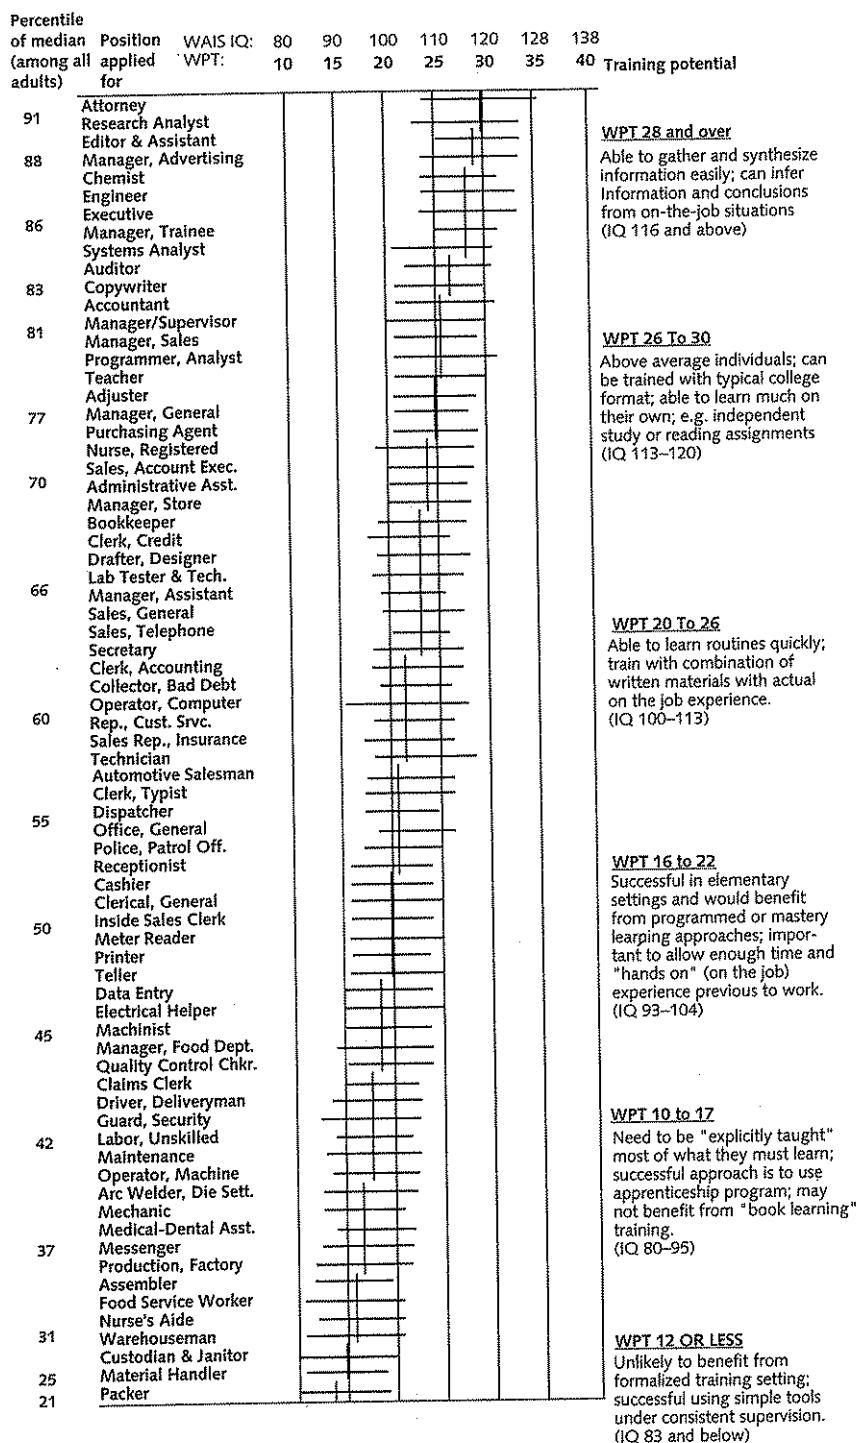 Percentile
of median Position WAIS IQ: 80 90 100 110 120 128 138
(among all applied WPT: 10 15 20 25 30 35 40 Training potential
adults) for
Attorney
91
Research Analyst
Editor & Assistant
88 Manager, Advertising
Chemist
Engineer
Executive
86
Manager, Trainee
Systems Analyst
Auditor
83 Copywriter
Accountant
Manager/Supervisor
81
Manager, Sales
Programmer, Analyst
Teacher
Adjuster
77 Manager, General
Purchasing Agent
Nurse, Registered
Sales, Account Exec.
70 Administrative Asst.
Manager, Store
Bookkeeper
Clerk, Credit
Drafter, Designer
Lab Tester & Tech.
66 Manager, Assistant
Sales, General
Sales, Telephone
Secretary
Clerk, Accounting
Collector, Bad Debt
Operator, Computer
60 Rep., Cust. Srvc.
Sales Rep., Insurance
Technician
Automotive Salesman
Clerk, Typist
Dispatcher
55
Office, General
Police, Patrol Off.
Receptionist
Cashier
Clerical, General
Inside Sales Clerk
50
Meter Reader
Printer
Teller
Data Entry
Electrical Helper
Machinist
45
Manager, Food Dept.
Quality Control Chkr.
Claims Clerk
Driver, Deliveryman
Guard, Security
42 Labor, Unskilled
Maintenance
Operator, Machine
Arc Welder, Die Sett.
Mechanic
Medical-Dental Asst.
37 Messenger
Production, Factory
Assembler
Food Service Worker
Nurse's Aide
31 Warehouseman
Custodian & Janitor
25 Material Handler
21 Packer
WPT 28 and over
Able to gather and synthesize
information easily; can infer
Information and conclusions
from on-the-job situations
(IQ 116 and above)
WPT 26 To 30
Above average individuals; can
be trained with typical college
format; able to learn much on
their own; e.g. independent
study or reading assignments
(IQ 113–120)
WPT 20 To 26
Able to learn routines quickly;
train with combination of
written materials with actual
on the job experience.
(IQ 100–113)
WPT 16 to 22
Successful in elementary
settings and would benefit
from programmed or mastery
learning approaches; impor-
tant to allow enough time and
"hands on" (on the job)
experience previous to work.
(IQ 93–104)
WPT 10 to 17
Need to be "explicitly taught"
most of what they must learn;
successful approach is to use
apprenticeship program; may
not benefit from "book learning"
training.
(IQ 80–95)
WPT 12 OR LESS
Unlikely to benefit from
formalized training setting;
successful using simple tools
under consistent supervision.
(IQ 83 and below)